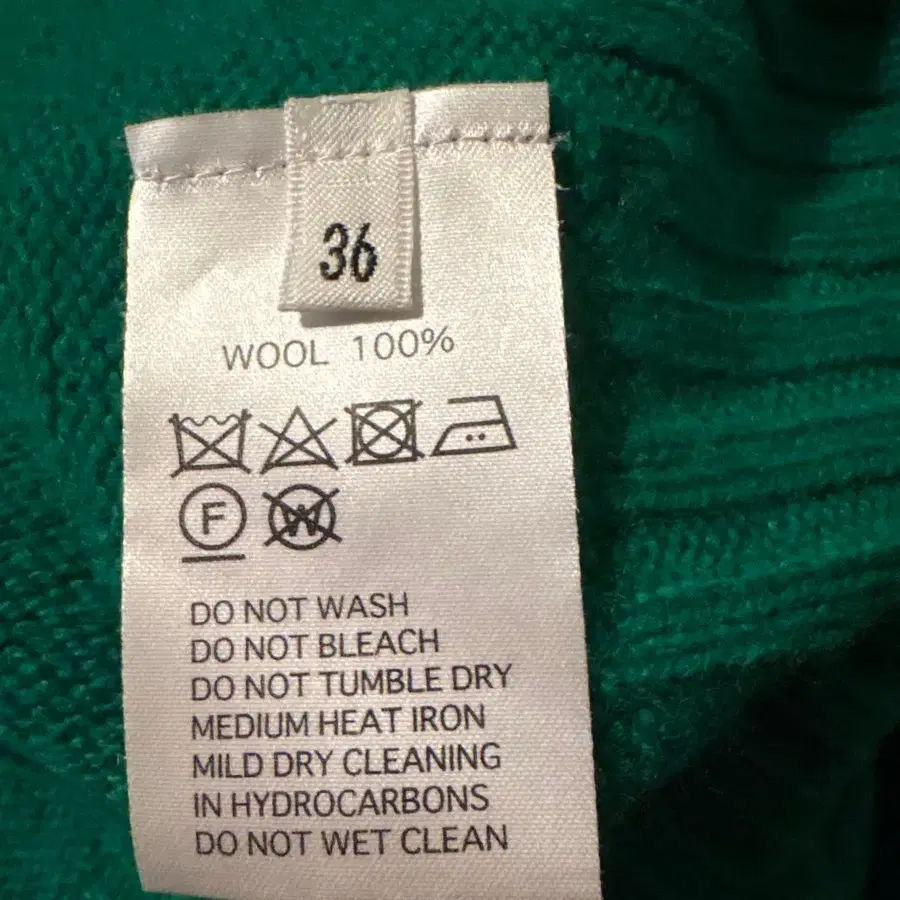 36
WOOL 100%
F
W
DO NOT WASH
DO NOT BLEACH
DO NOT TUMBLE DRY
MEDIUM HEAT IRON
MILD DRY CLEANING
IN HYDROCARBONS
DO NOT WET CLEAN